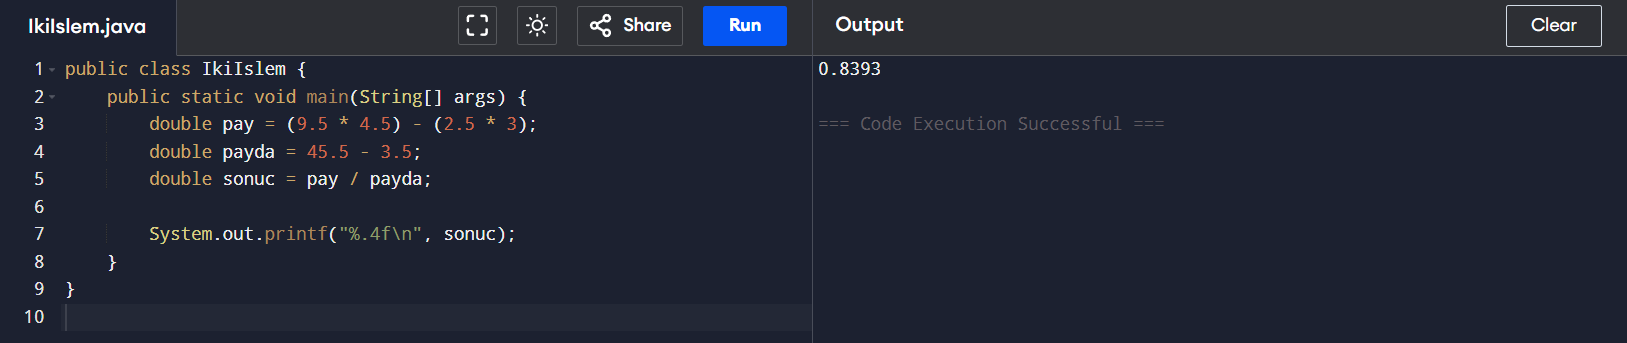 IkiIslem.java
Share
Run
Output
Clear
1 public class IkiIslem {
2     public static void main(String[] args) {
3         double pay = (9.5 * 4.5) - (2.5 * 3);
4         double payda = 45.5 - 3.5;
5         double sonuc = pay / payda;
6
7         System.out.printf("%.4f\n", sonuc);
8     }
9 }
10
0.8393
=== Code Execution Successful ===